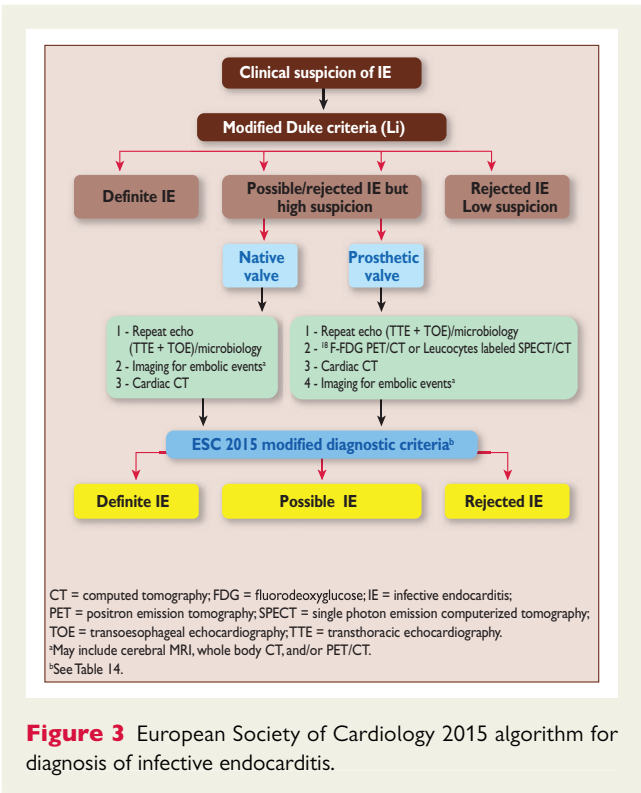 Clinical suspicion of IE
Modified Duke criteria (Li)
Definite IE
Possible/rejected IE but
high suspicion
Rejected IE
Low suspicion
Native
valve
Prosthetic
valve
1 - Repeat echo
(TTE + TOE)/microbiology
2 - Imaging for embolic eventsᵃ
3 - Cardiac CT
1 - Repeat echo (TTE + TOE)/microbiology
2 - ¹⁸F-FDG PET/CT or Leucocytes labeled SPECT/CT
3 - Cardiac CT
4 - Imaging for embolic eventsᵃ
ESC 2015 modified diagnostic criteriaᵇ
Definite IE
Possible IE
Rejected IE
CT = computed tomography; FDG = fluorodeoxyglucose; IE = infective endocarditis;
PET = positron emission tomography; SPECT = single photon emission computerized tomography;
TOE = transoesophageal echocardiography; TTE = transthoracic echocardiography.
ᵃMay include cerebral MRI, whole body CT, and/or PET/CT.
ᵇSee Table 14.
Figure 3 European Society of Cardiology 2015 algorithm for
diagnosis of infective endocarditis.